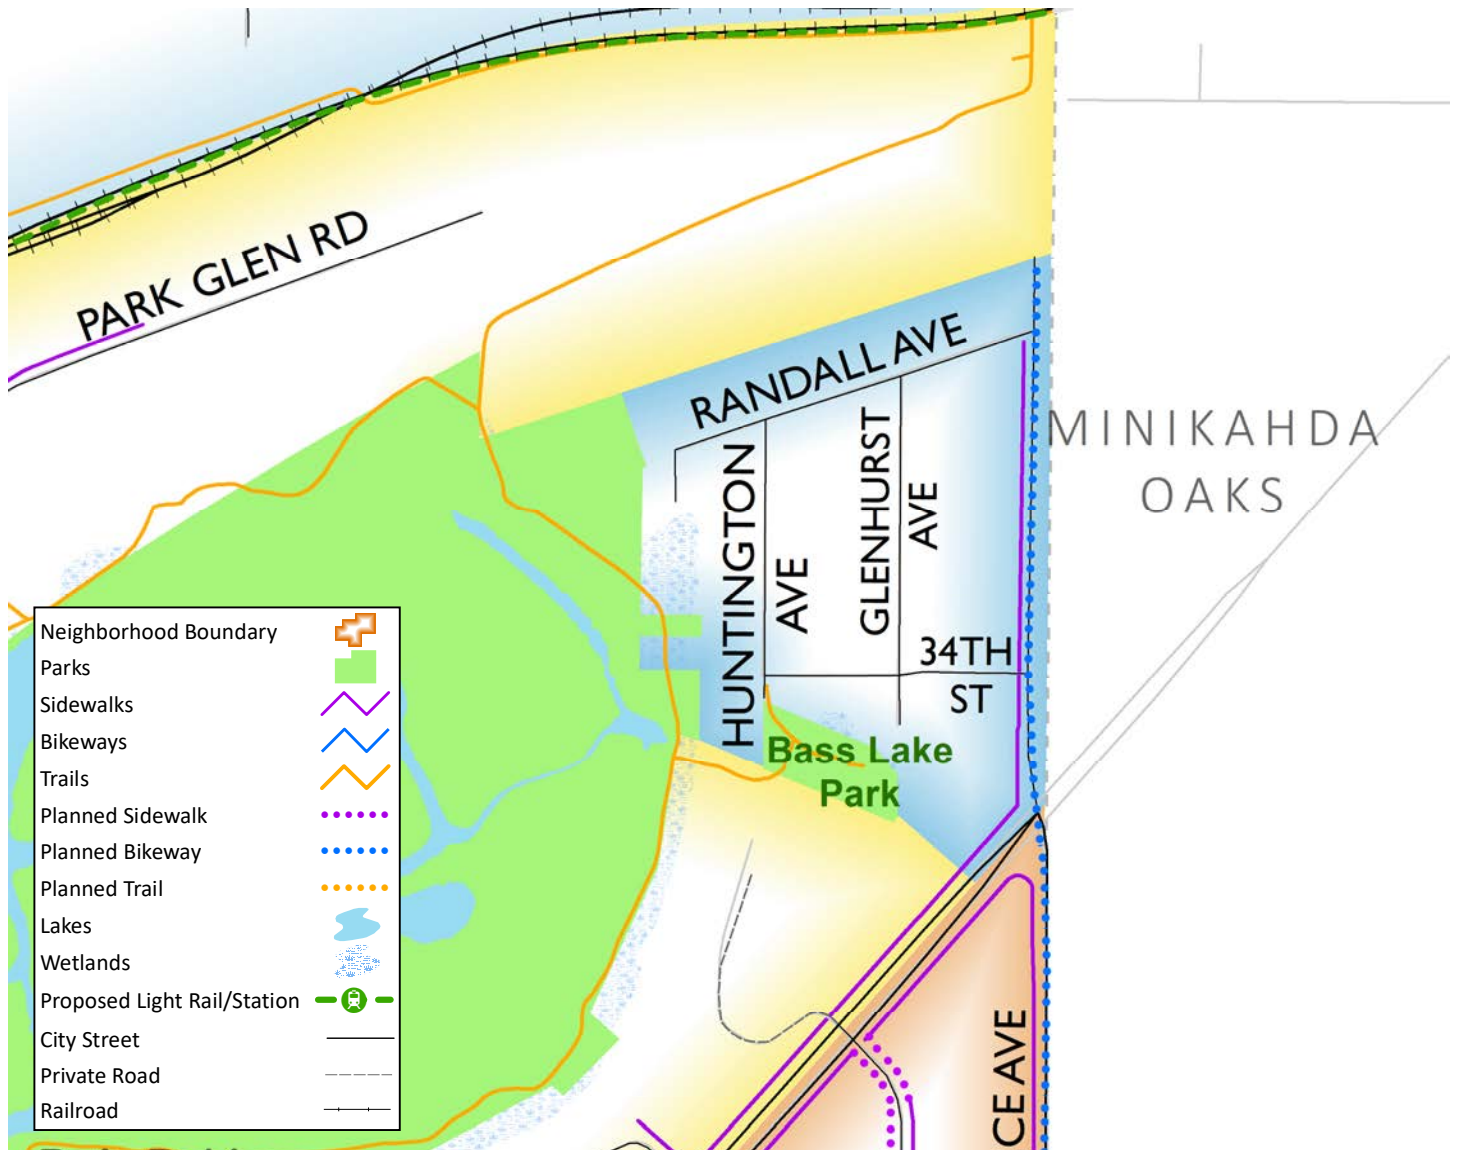 PARK GLEN RD
RANDALL AVE
HUNTINGTON
AVE
GLENHURST
AVE
34TH
ST
MINIKAHDA
OAKS
Bass Lake
Park
CE AVE
Neighborhood Boundary
Parks
Sidewalks
Bikeways
Trails
Planned Sidewalk
Planned Bikeway
Planned Trail
Lakes
Wetlands
Proposed Light Rail/Station
City Street
Private Road
Railroad